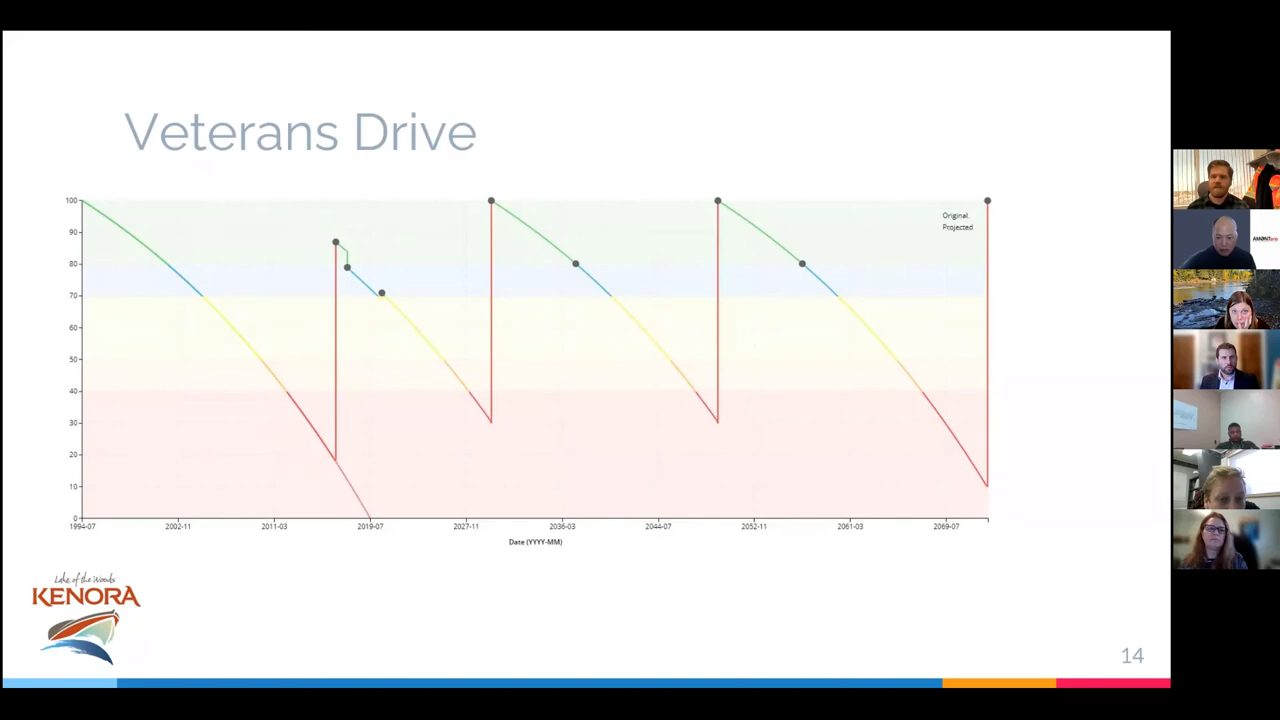 Veterans Drive
100
90
80
70
60
50
40
30
20
10
0
Original
Projected
1994-07 2002-11 2011-03 2019-07 2027-11 2036-03 2044-07 2052-11 2061-03 2069-07
Date (YYYY-MM)
Lake of the Woods
KENORA
14